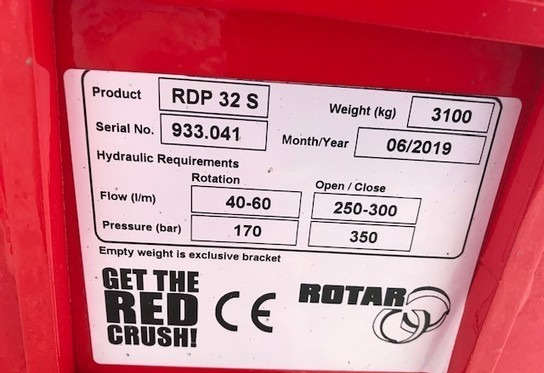 Product RDP 32 S Weight (kg) 3100
Serial No. 933.041 Month/Year 06/2019
Hydraulic Requirements
Rotation Open / Close
Flow (l/m) 40-60 250-300
Pressure (bar) 170 350
Empty weight is exclusive bracket
GET THE
RED
CRUSH!
CE
ROTAR